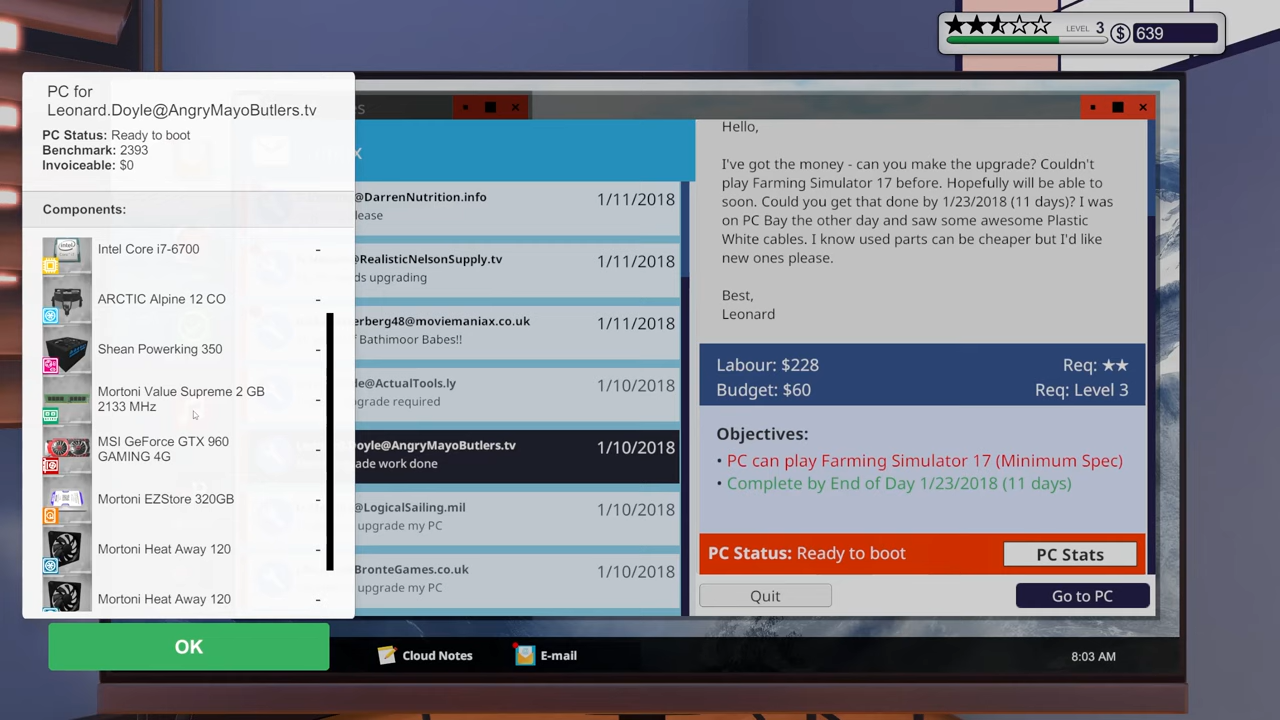 LEVEL 3 $ 639
PC for
Leonard.Doyle@AngryMayoButlers.tv
PC Status: Ready to boot
Benchmark: 2393
Invoiceable: $0
Components:
Intel Core i7-6700 -
ARCTIC Alpine 12 CO -
Shean Powerking 350 -
Mortoni Value Supreme 2 GB
2133 MHz -
MSI GeForce GTX 960
GAMING 4G -
Mortoni EZStore 320GB -
Mortoni Heat Away 120 -
Mortoni Heat Away 120 -
OK
@DarrenNutrition.info 1/11/2018
@RealisticNelsonSupply.tv 1/11/2018
ds upgrading
erberg48@moviemaniax.co.uk 1/11/2018
f Bathimoor Babes!!
le@ActualTools.ly 1/10/2018
grade required
oyle@AngryMayoButlers.tv 1/10/2018
ade work done
@LogicalSailing.mil 1/10/2018
upgrade my PC
BronteGames.co.uk 1/10/2018
upgrade my PC
Hello,
I've got the money - can you make the upgrade? Couldn't
play Farming Simulator 17 before. Hopefully will be able to
soon. Could you get that done by 1/23/2018 (11 days)? I was
on PC Bay the other day and saw some awesome Plastic
White cables. I know used parts can be cheaper but I'd like
new ones please.
Best,
Leonard
Labour: $228 Req: ★★
Budget: $60 Req: Level 3
Objectives:
• PC can play Farming Simulator 17 (Minimum Spec)
• Complete by End of Day 1/23/2018 (11 days)
PC Status: Ready to boot PC Stats
Quit Go to PC
Cloud Notes E-mail 8:03 AM